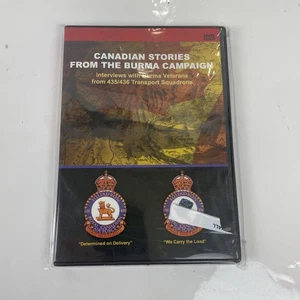 CANADIAN STORIES
FROM THE BURMA CAMPAIGN
Interviews with Burma Veterans
from 435/436 Transport Squadrons
"Determined on Delivery"
"We Carry the Load"